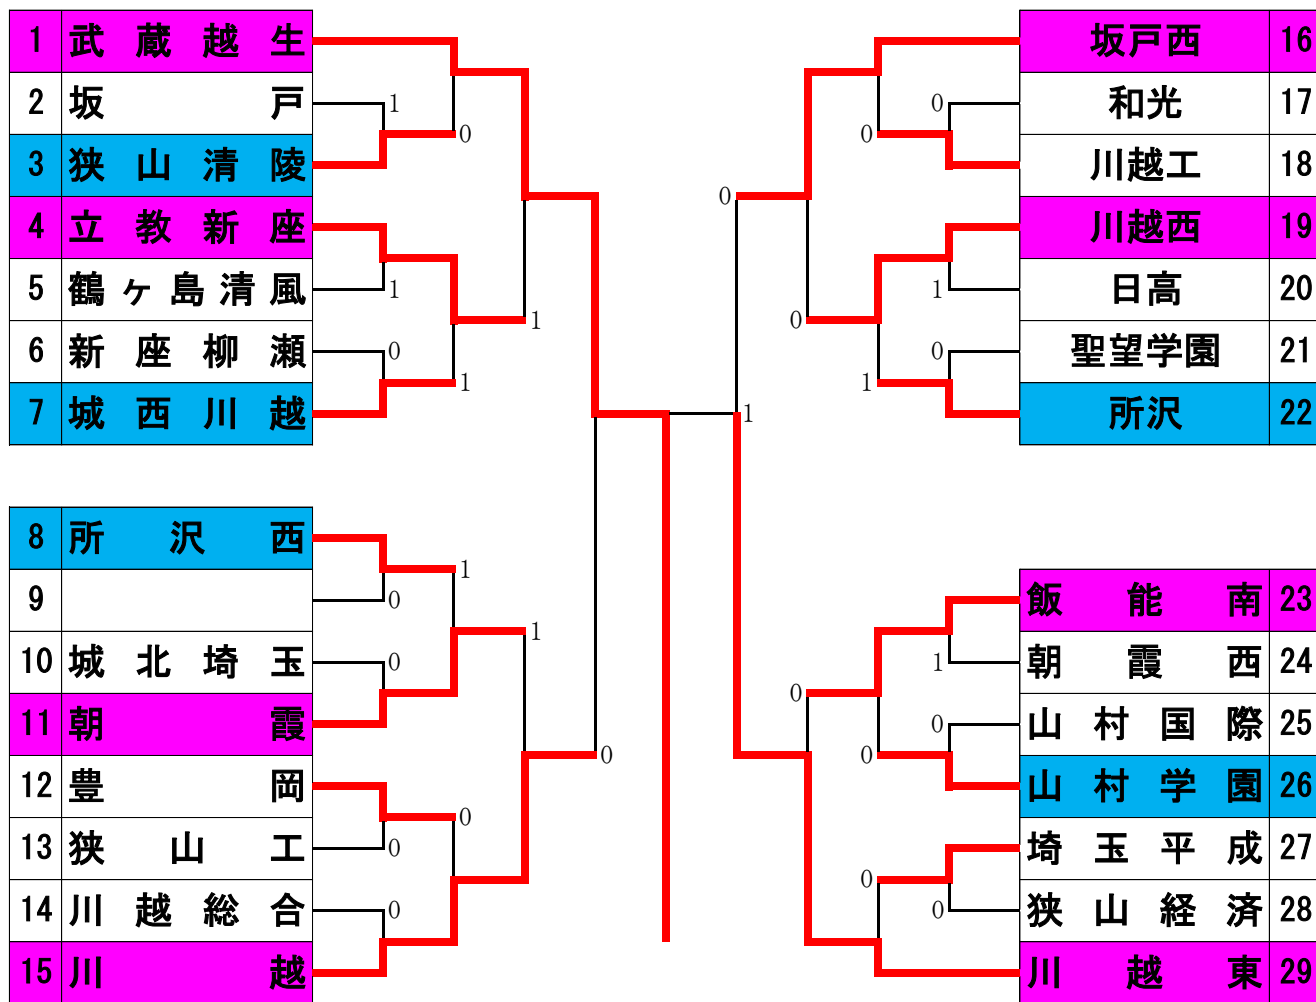 1 武蔵越生
2 坂戸
1
3 狭山清陵
0
4 立教新座
5 鶴ヶ島清風
1
1
6 新座柳瀬
0
7 城西川越
1
8 所沢西
1
9
0
10 城北埼玉
0
1
11 朝霞
12 豊岡
0
0
13 狭山工
0
14 川越総合
0
15 川越
坂戸西 16
0
和光 17
0
川越工 18
0
川越西 19
1
日高 20
0
0
聖望学園 21
1
所沢 22
1
飯能南 23
1
朝霞西 24
0
0
山村国際 25
0
山村学園 26
埼玉平成 27
0
0
狭山経済 28
川越東 29